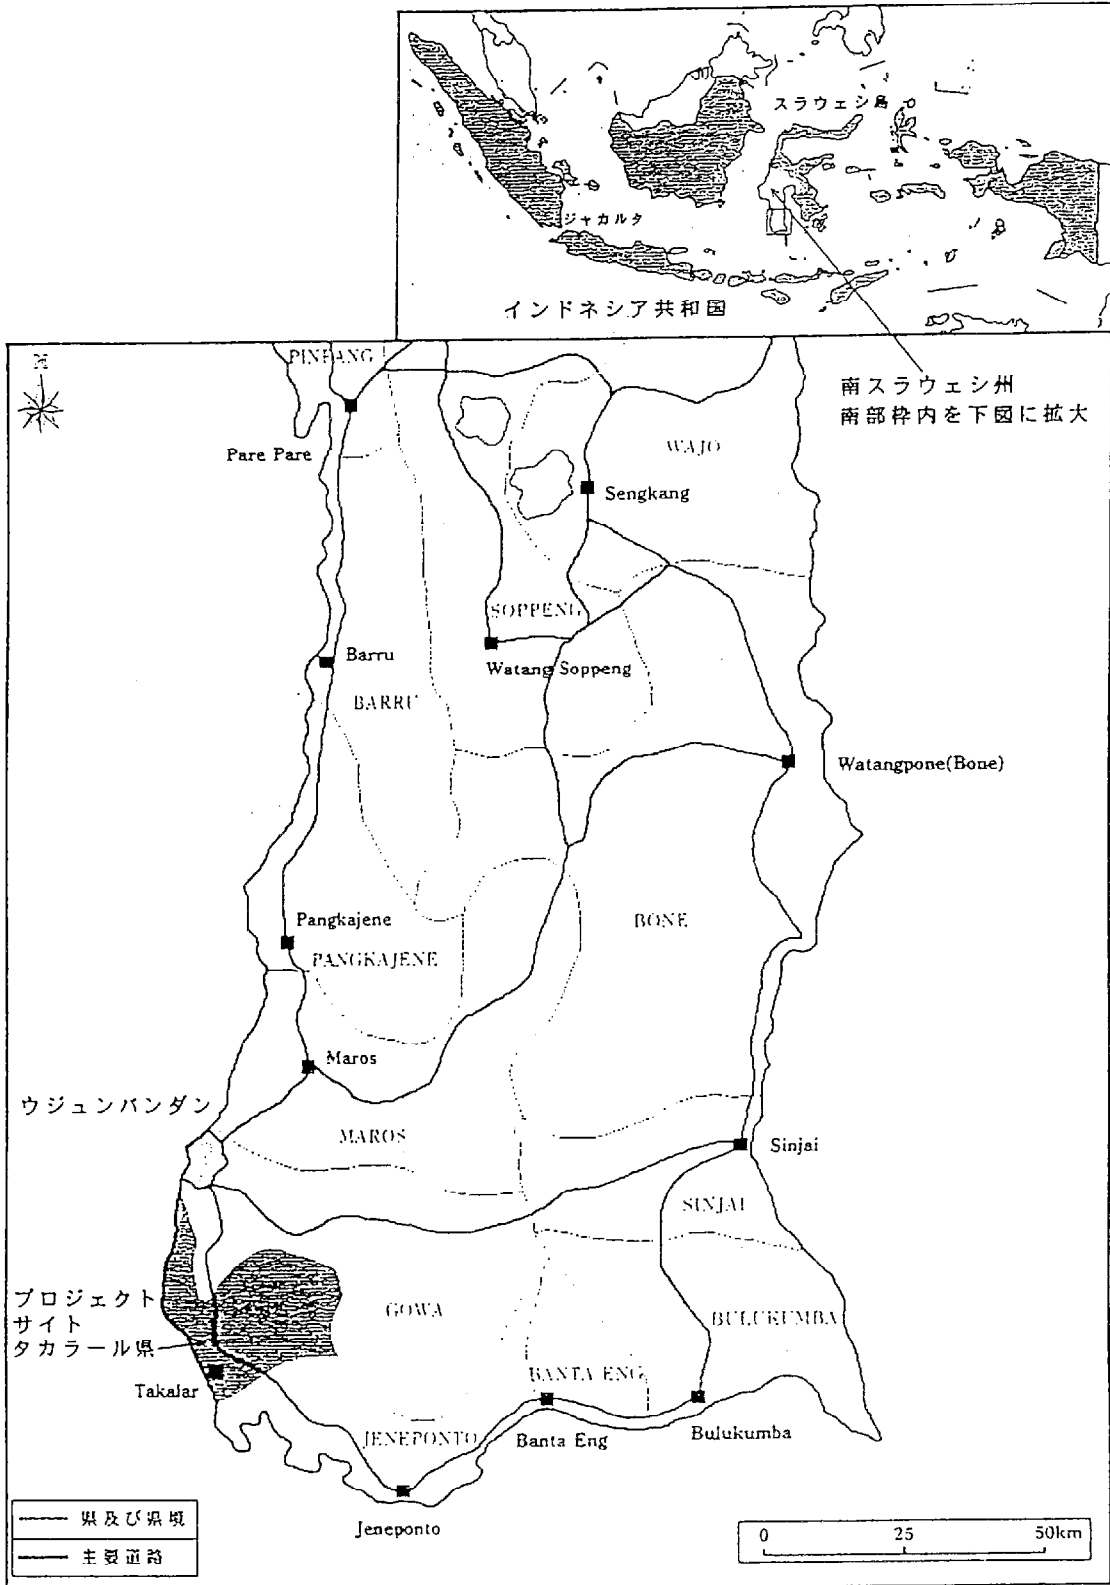 スラウェシ島
ジャカルタ
インドネシア共和国
南スラウェシ州
南部枠内を下図に拡大
N
PINRANG
Pare Pare
WAJO
Sengkang
SOPPENG
Watang Soppeng
Barru
BARRU
Watangpone(Bone)
Pangkajene
PANGKAJENE
BONE
Maros
ウジュンパンダン
MAROS
Sinjai
SINJAI
プロジェクト
サイト
タカラール県
GOWA
BULUKUMBA
Takalar
BANTA ENG
JENEPONTO
Banta Eng
Bulukumba
Jeneponto
県及び県境
主要道路
0 25 50km